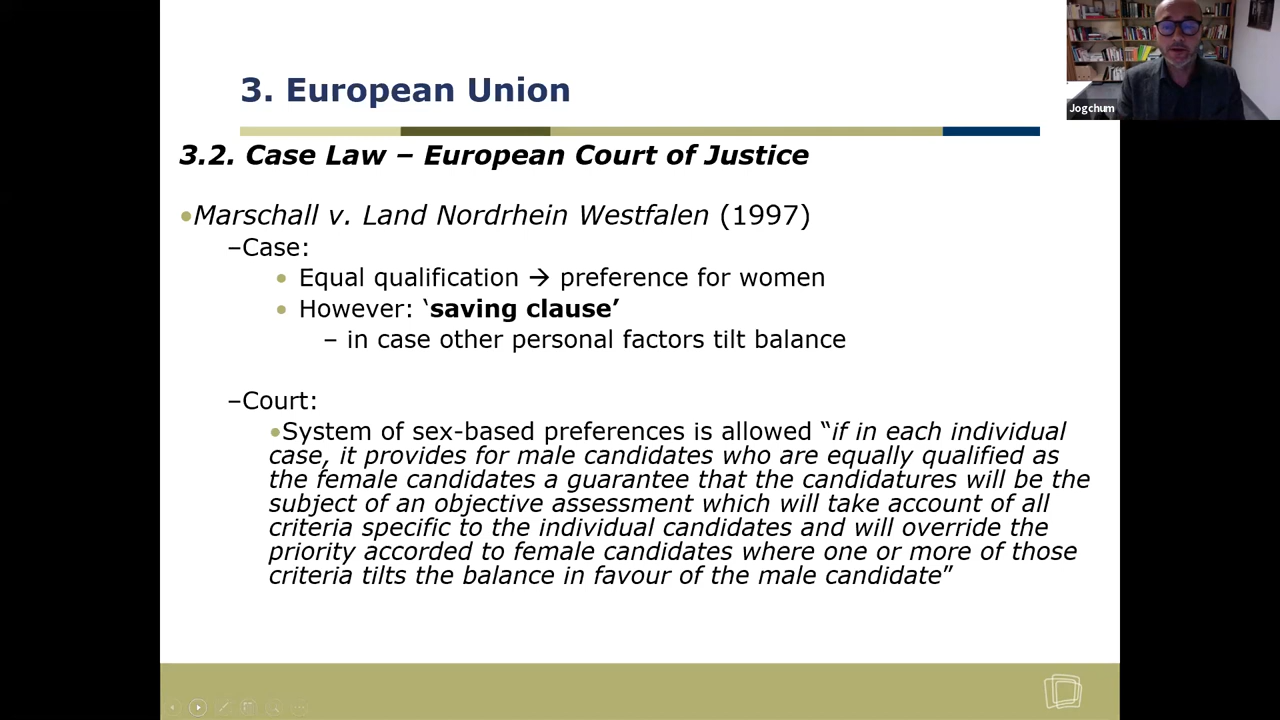 3. European Union
Jogchum
3.2. Case Law – European Court of Justice
•Marschall v. Land Nordrhein Westfalen (1997)
–Case:
• Equal qualification → preference for women
• However: ‘saving clause’
– in case other personal factors tilt balance
–Court:
•System of sex-based preferences is allowed “if in each individual
case, it provides for male candidates who are equally qualified as
the female candidates a guarantee that the candidatures will be the
subject of an objective assessment which will take account of all
criteria specific to the individual candidates and will override the
priority accorded to female candidates where one or more of those
criteria tilts the balance in favour of the male candidate”